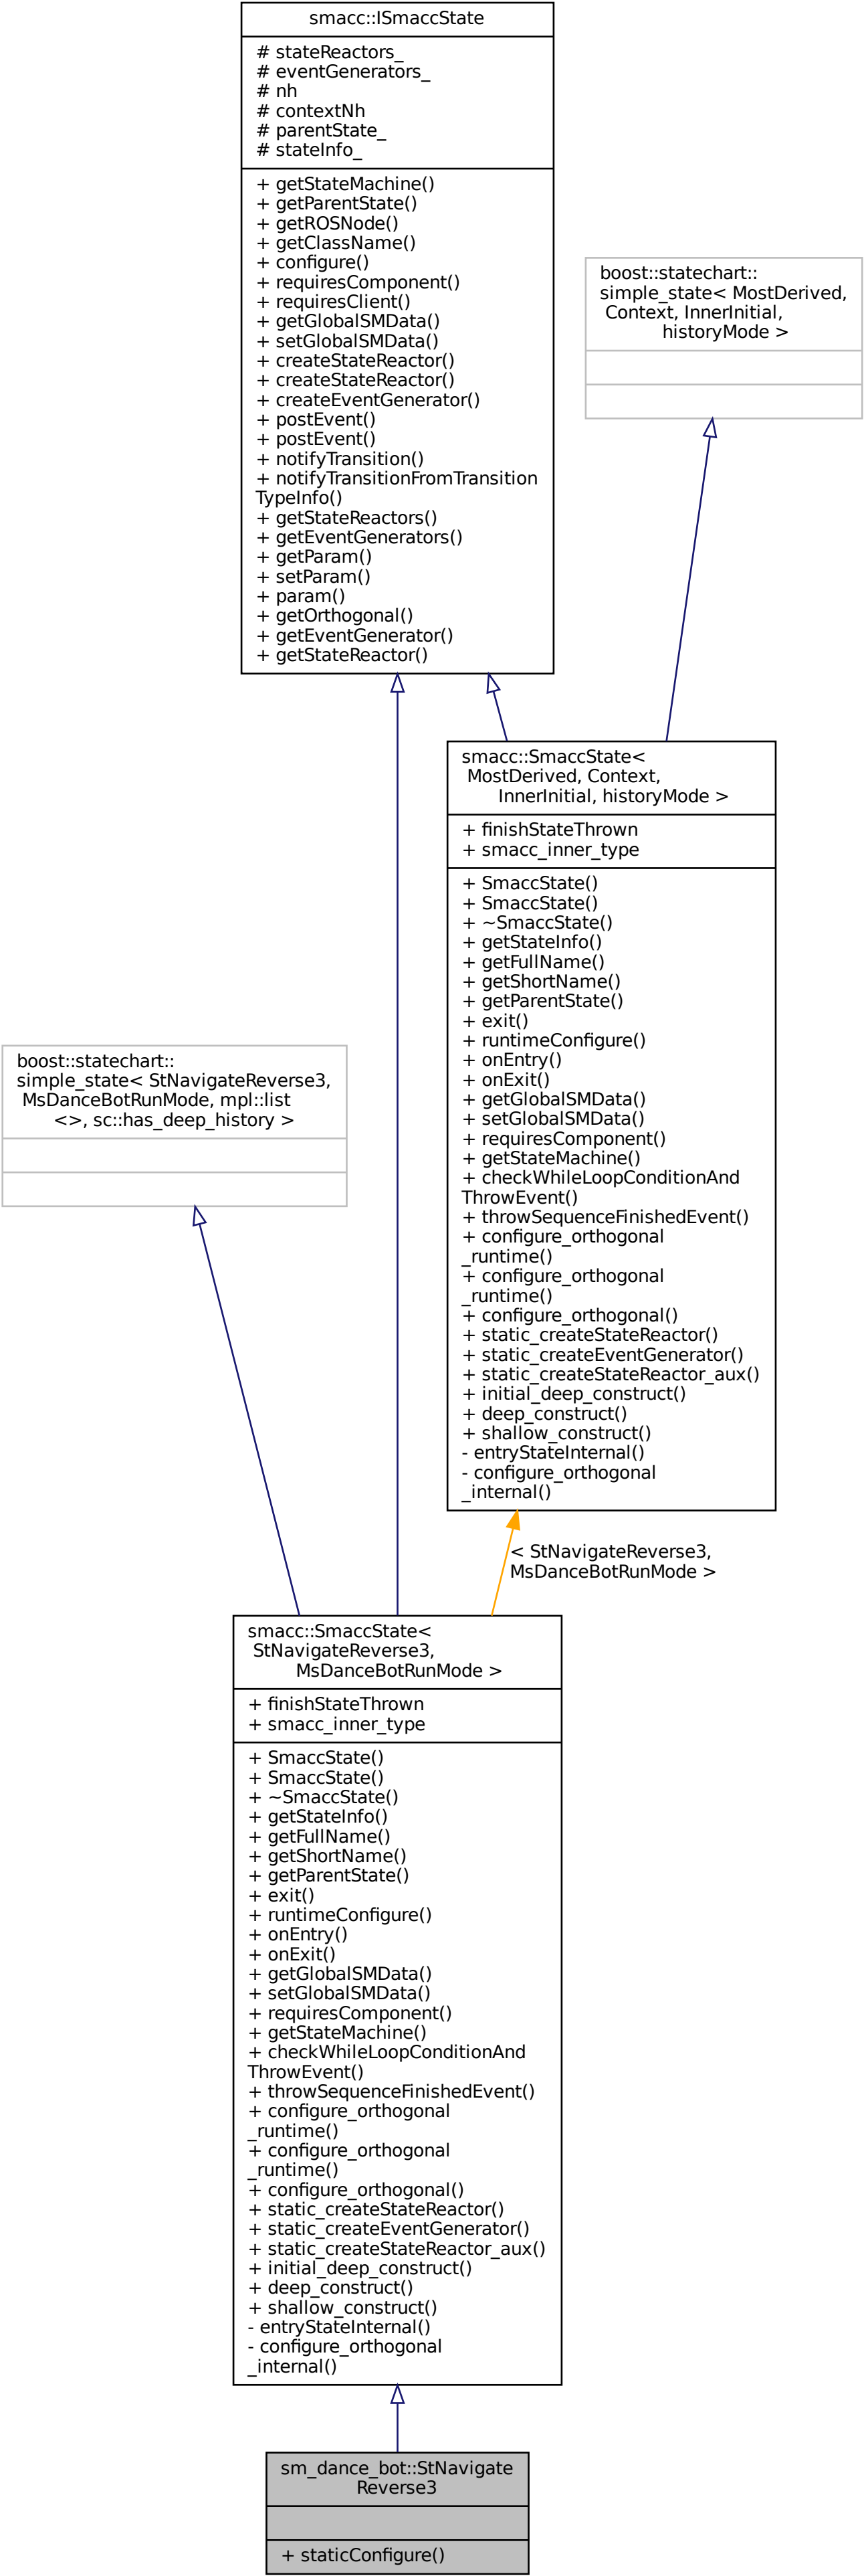 smacc::ISmaccState
# stateReactors_
# eventGenerators_
# nh
# contextNh
# parentState_
# stateInfo_
+ getStateMachine()
+ getParentState()
+ getROSNode()
+ getClassName()
+ configure()
+ requiresComponent()
+ requiresClient()
+ getGlobalSMData()
+ setGlobalSMData()
+ createStateReactor()
+ createStateReactor()
+ createEventGenerator()
+ postEvent()
+ postEvent()
+ notifyTransition()
+ notifyTransitionFromTransition
TypeInfo()
+ getStateReactors()
+ getEventGenerators()
+ getParam()
+ setParam()
+ param()
+ getOrthogonal()
+ getEventGenerator()
+ getStateReactor()
boost::statechart::
simple_state< MostDerived,
Context, InnerInitial,
historyMode >
smacc::SmaccState<
MostDerived, Context,
InnerInitial, historyMode >
+ finishStateThrown
+ smacc_inner_type
+ SmaccState()
+ SmaccState()
+ ~SmaccState()
+ getStateInfo()
+ getFullName()
+ getShortName()
+ getParentState()
+ exit()
+ runtimeConfigure()
+ onEntry()
+ onExit()
+ getGlobalSMData()
+ setGlobalSMData()
+ requiresComponent()
+ getStateMachine()
+ checkWhileLoopConditionAnd
ThrowEvent()
+ throwSequenceFinishedEvent()
+ configure_orthogonal
_runtime()
+ configure_orthogonal
_runtime()
+ configure_orthogonal()
+ static_createStateReactor()
+ static_createEventGenerator()
+ static_createStateReactor_aux()
+ initial_deep_construct()
+ deep_construct()
+ shallow_construct()
- entryStateInternal()
- configure_orthogonal
_internal()
boost::statechart::
simple_state< StNavigateReverse3,
MsDanceBotRunMode, mpl::list
<>, sc::has_deep_history >
< StNavigateReverse3,
MsDanceBotRunMode >
smacc::SmaccState<
StNavigateReverse3,
MsDanceBotRunMode >
+ finishStateThrown
+ smacc_inner_type
+ SmaccState()
+ SmaccState()
+ ~SmaccState()
+ getStateInfo()
+ getFullName()
+ getShortName()
+ getParentState()
+ exit()
+ runtimeConfigure()
+ onEntry()
+ onExit()
+ getGlobalSMData()
+ setGlobalSMData()
+ requiresComponent()
+ getStateMachine()
+ checkWhileLoopConditionAnd
ThrowEvent()
+ throwSequenceFinishedEvent()
+ configure_orthogonal
_runtime()
+ configure_orthogonal
_runtime()
+ configure_orthogonal()
+ static_createStateReactor()
+ static_createEventGenerator()
+ static_createStateReactor_aux()
+ initial_deep_construct()
+ deep_construct()
+ shallow_construct()
- entryStateInternal()
- configure_orthogonal
_internal()
sm_dance_bot::StNavigate
Reverse3
+ staticConfigure()